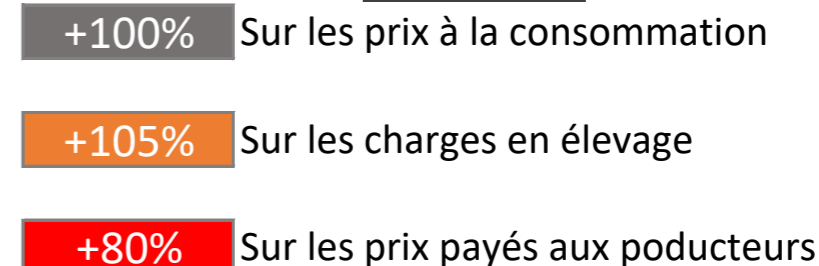 +100% Sur les prix à la consommation
+105% Sur les charges en élevage
+80% Sur les prix payés aux poducteurs